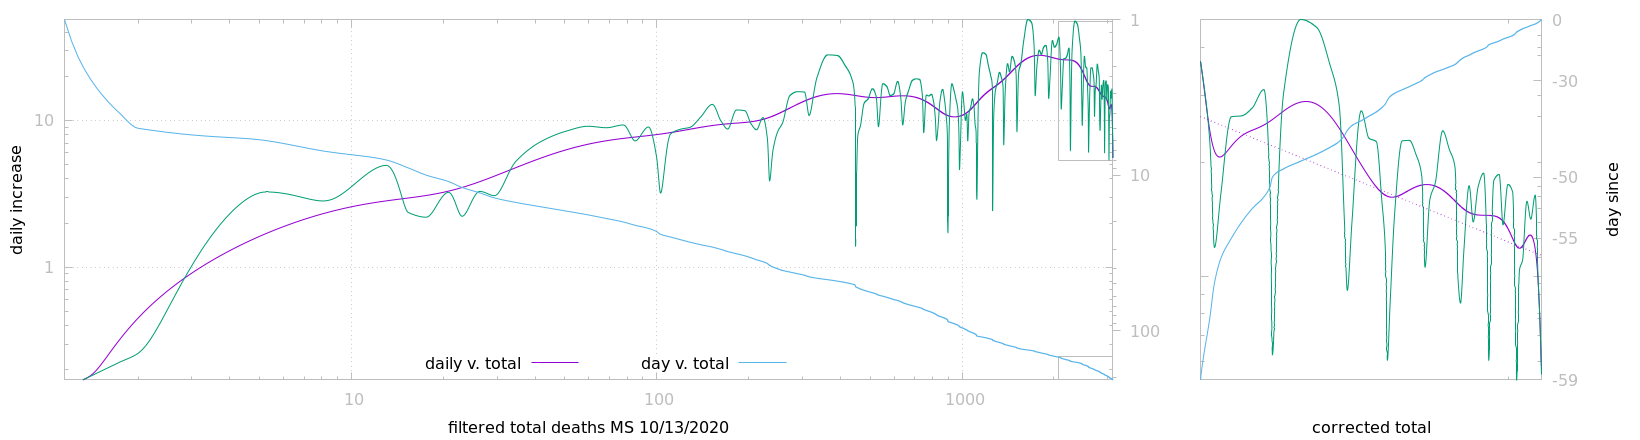 daily increase
10
1
daily v. total
day v. total
10
100
1000
1
10
100
filtered total deaths MS 10/13/2020
0
-30
-50
-55
-59
day since
corrected total